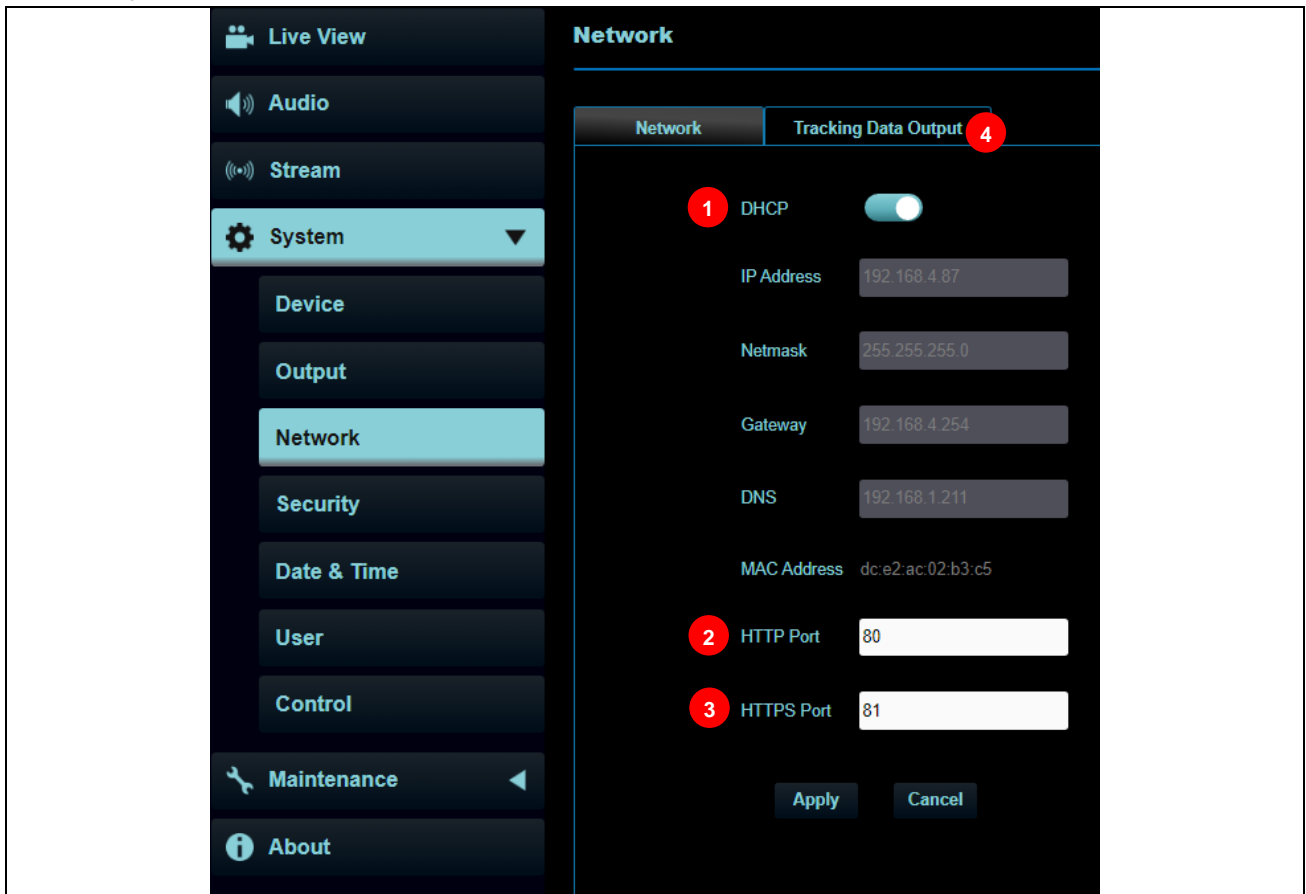 Live View
Audio
Stream
System
Device
Output
Network
Security
Date & Time
User
Control
Maintenance
About
Network
Network Tracking Data Output 4
1 DHCP
IP Address 192.168.4.87
Netmask 255.255.255.0
Gateway 192.168.4.254
DNS 192.168.1.211
MAC Address dc:e2:ac:02:b3:c5
2 HTTP Port 80
3 HTTPS Port 81
Apply Cancel